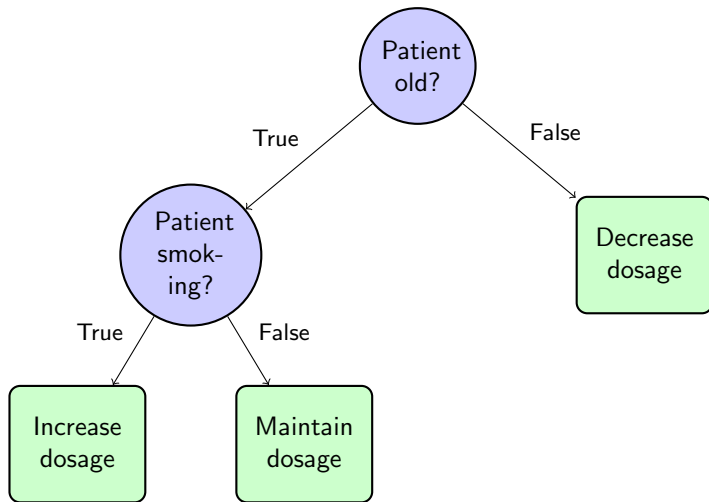 Patient
old?
True
False
Patient
smok-
ing?
Decrease
dosage
True
False
Increase
dosage
Maintain
dosage